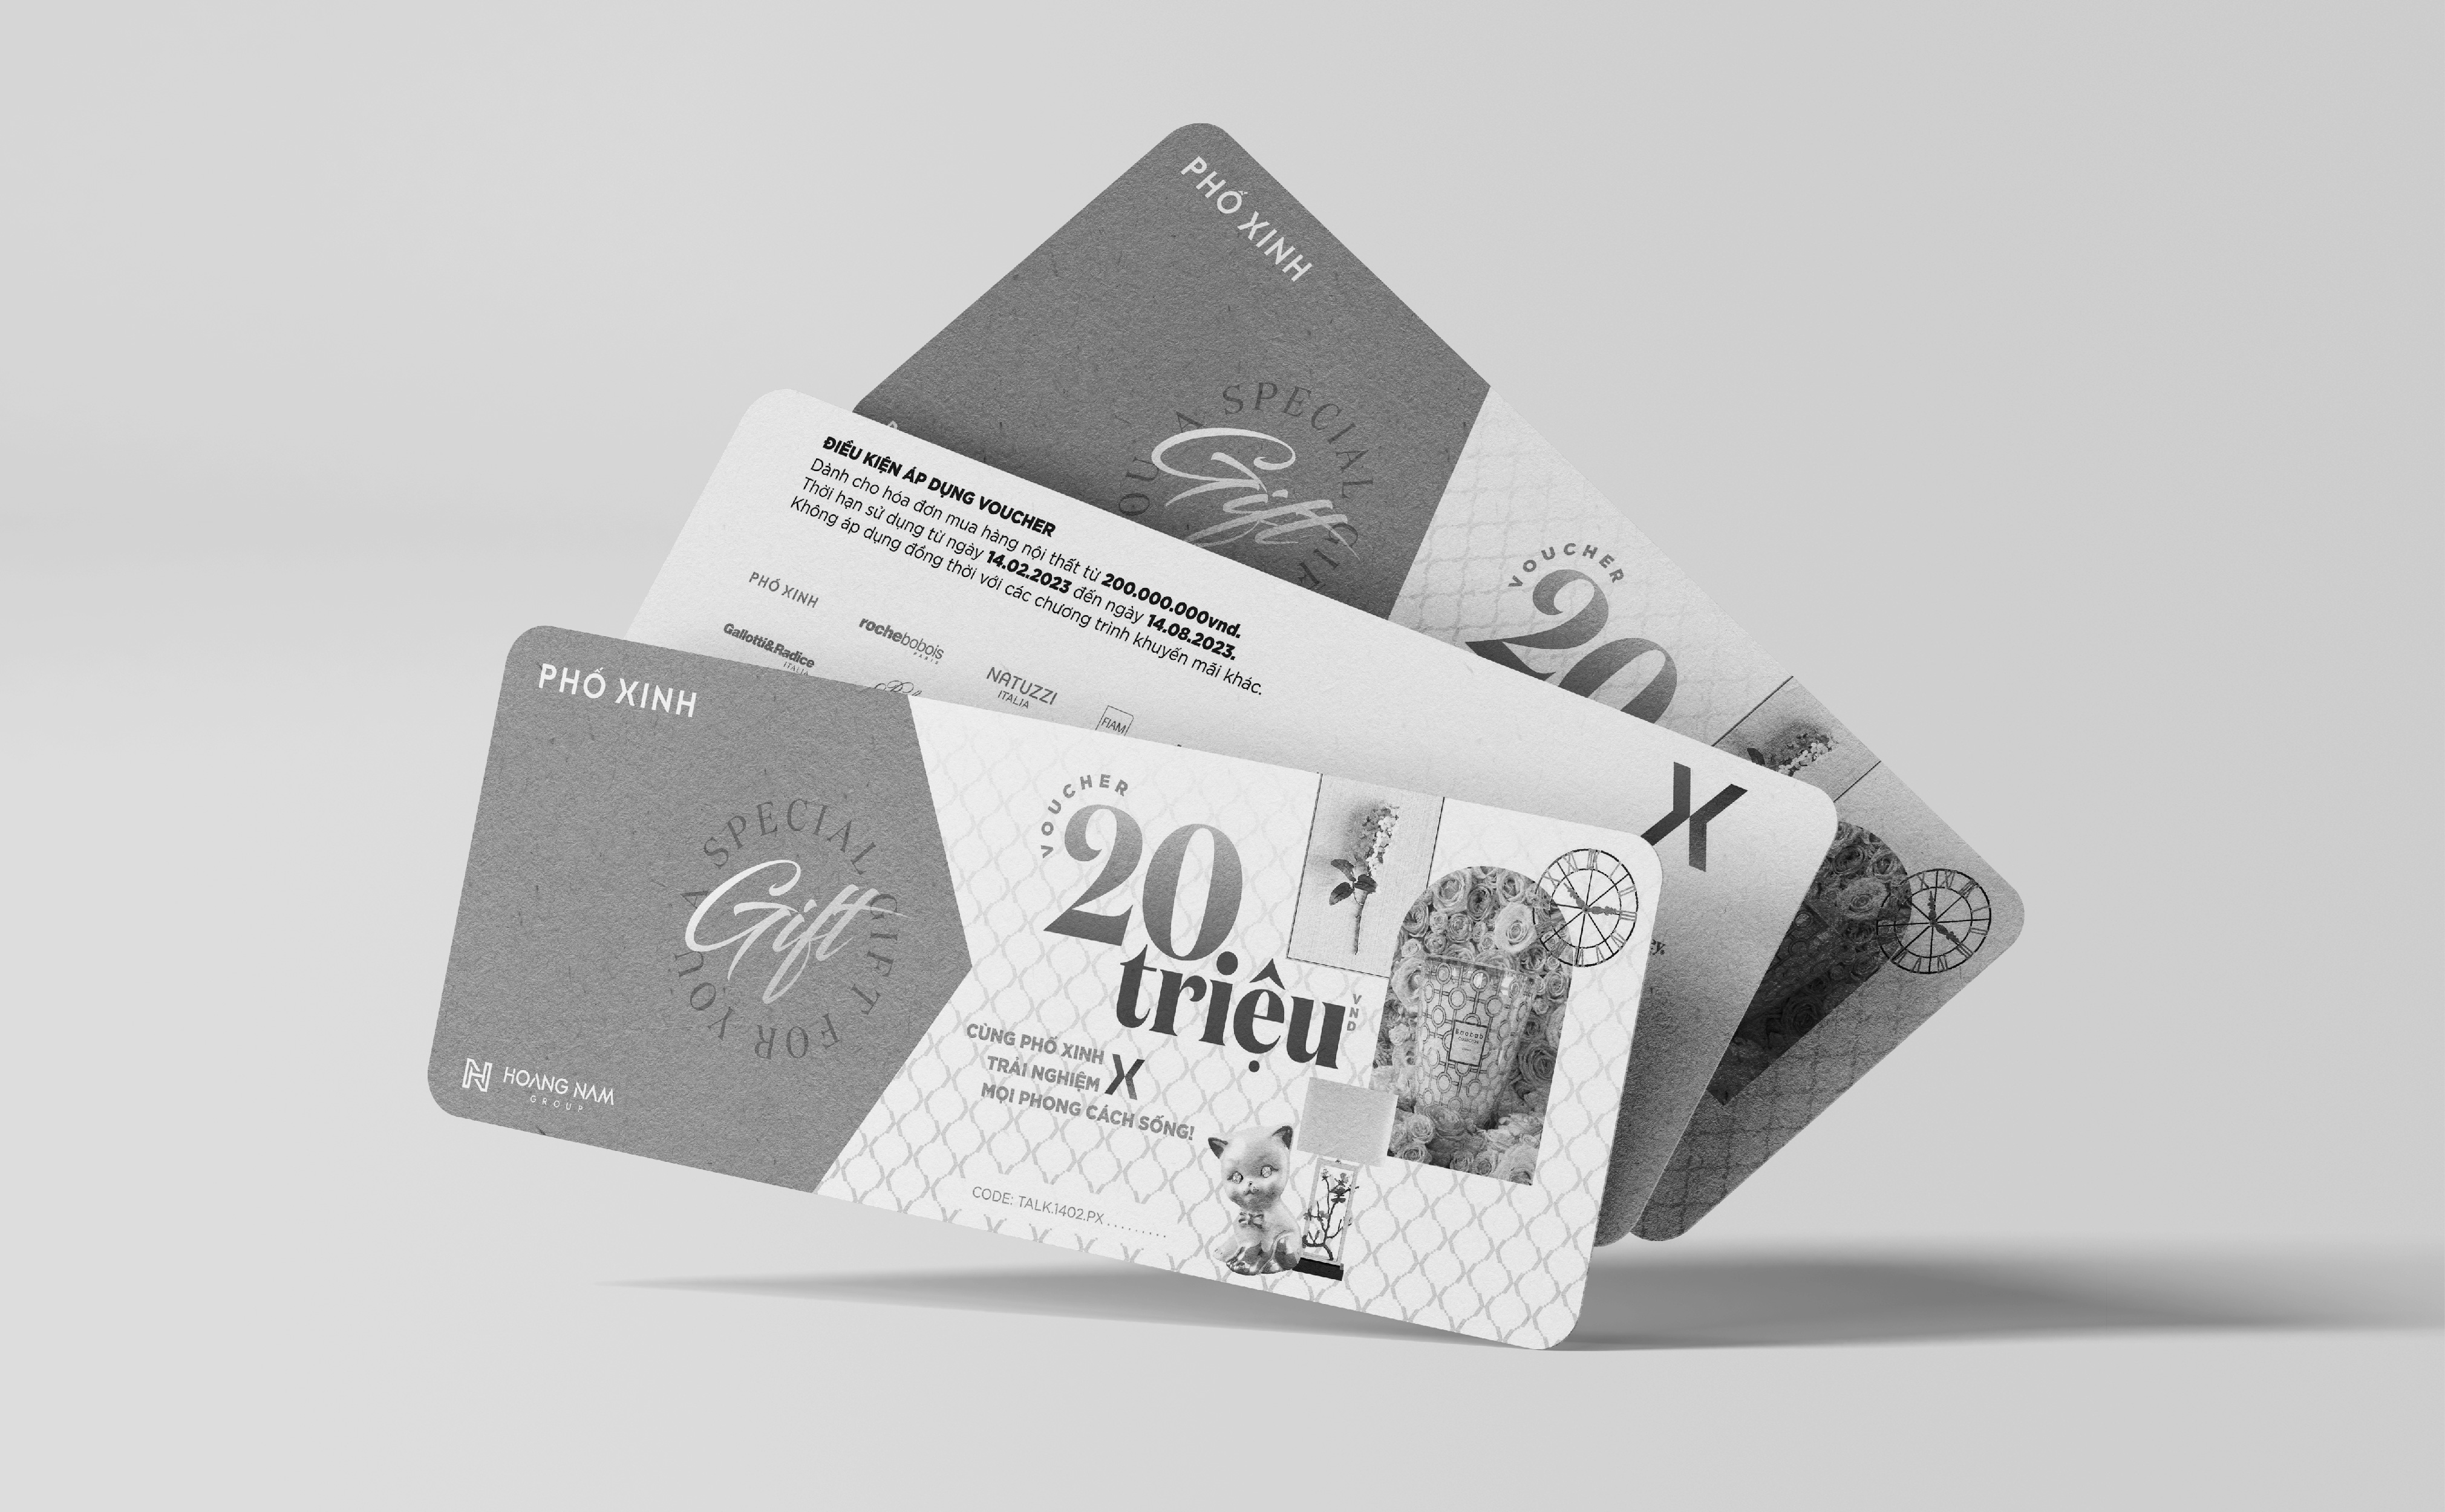 PHỐ XINH
A SPECIAL GIFT FOR YOU
Gift
VOUCHER
20
ĐIỀU KIỆN ÁP DỤNG VOUCHER
Dành cho hóa đơn mua hàng nội thất từ 200.000.000vnd.
Thời hạn sử dụng từ ngày 14.02.2023 đến ngày 14.08.2023.
Không áp dụng đồng thời với các chương trình khuyến mãi khác.
PHỐ XINH
rochebobois
PARIS
NATUZZI
ITALIA
FIAM
Gallotti&Radice
ITALIA
X
PHỐ XINH
A SPECIAL GIFT FOR YOU
Gift
HOANG NAM
GROUP
VOUCHER
20
triệu
VND
CÙNG PHỐ XINH
TRẢI NGHIỆM X
MỌI PHONG CÁCH SỐNG!
CODE: TALK.1402.PX.........